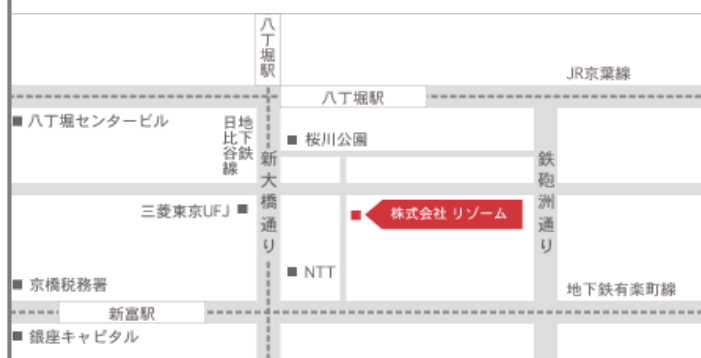 八丁堀駅
JR京葉線
八丁堀駅
八丁堀センタービル
地下鉄
日比谷線
桜川公園
新大橋通り
鉄砲洲通り
三菱東京UFJ
株式会社 リゾーム
NTT
京橋税務署
地下鉄有楽町線
新富駅
銀座キャピタル